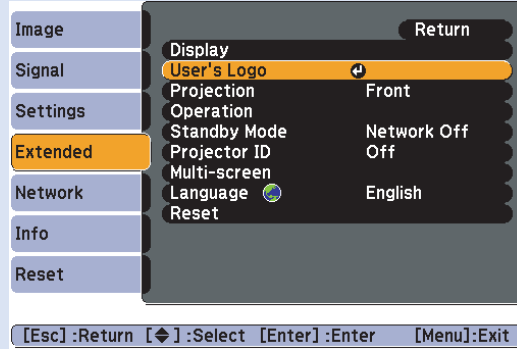 Image
Signal
Settings
Extended
Network
Info
Reset
Return
Display
User's Logo
Projection Front
Operation
Standby Mode Network Off
Projector ID Off
Multi-screen
Language English
Reset
[Esc] :Return [◆] :Select [Enter] :Enter [Menu]:Exit